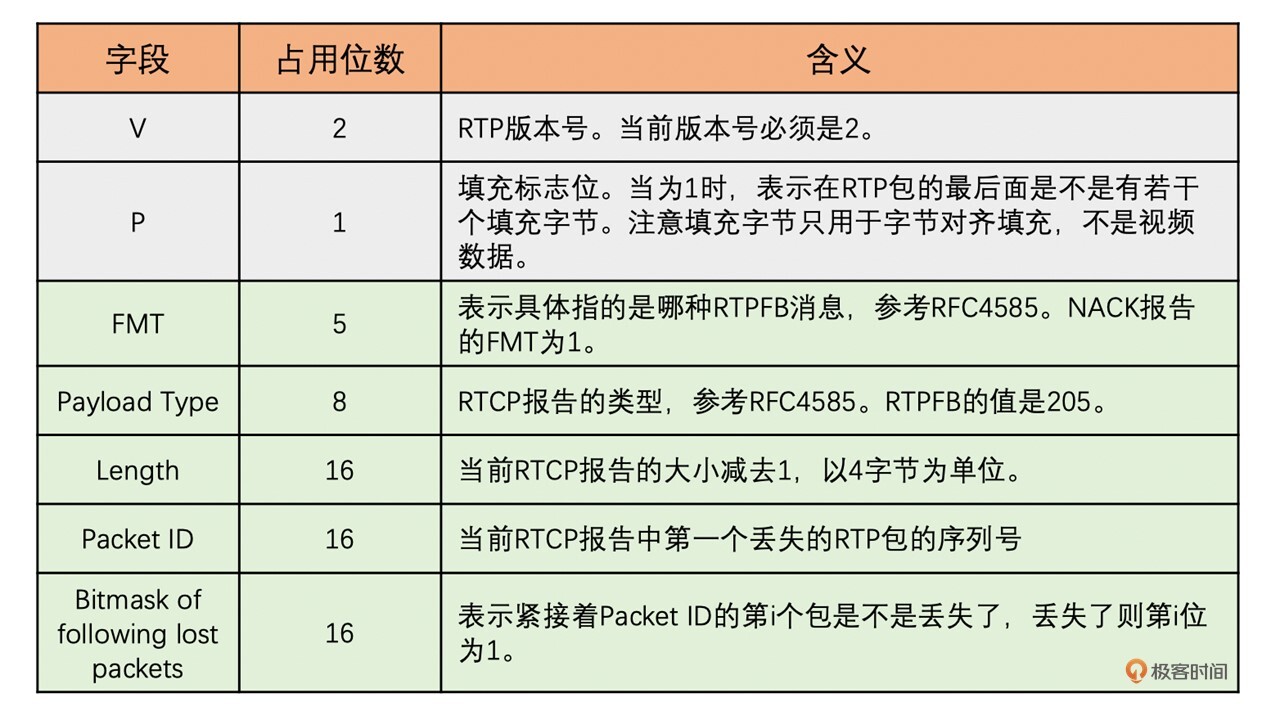 字段 占用位数 含义
V 2 RTP版本号。当前版本号必须是2。
P 1 填充标志位。当为1时，表示在RTP包的最后面是不是有若干
个填充字节。注意填充字节只用于字节对齐填充，不是视频
数据。
FMT 5 表示具体指的是哪种RTPFB消息，参考RFC4585。NACK报告
的FMT为1。
Payload Type 8 RTCP报告的类型，参考RFC4585。RTPFB的值是205。
Length 16 当前RTCP报告的大小减去1，以4字节为单位。
Packet ID 16 当前RTCP报告中第一个丢失的RTP包的序列号
Bitmask of
following lost
packets
16
表示紧接着Packet ID的第i个包是不是丢失了，丢失了则第i位
为1。
极客时间